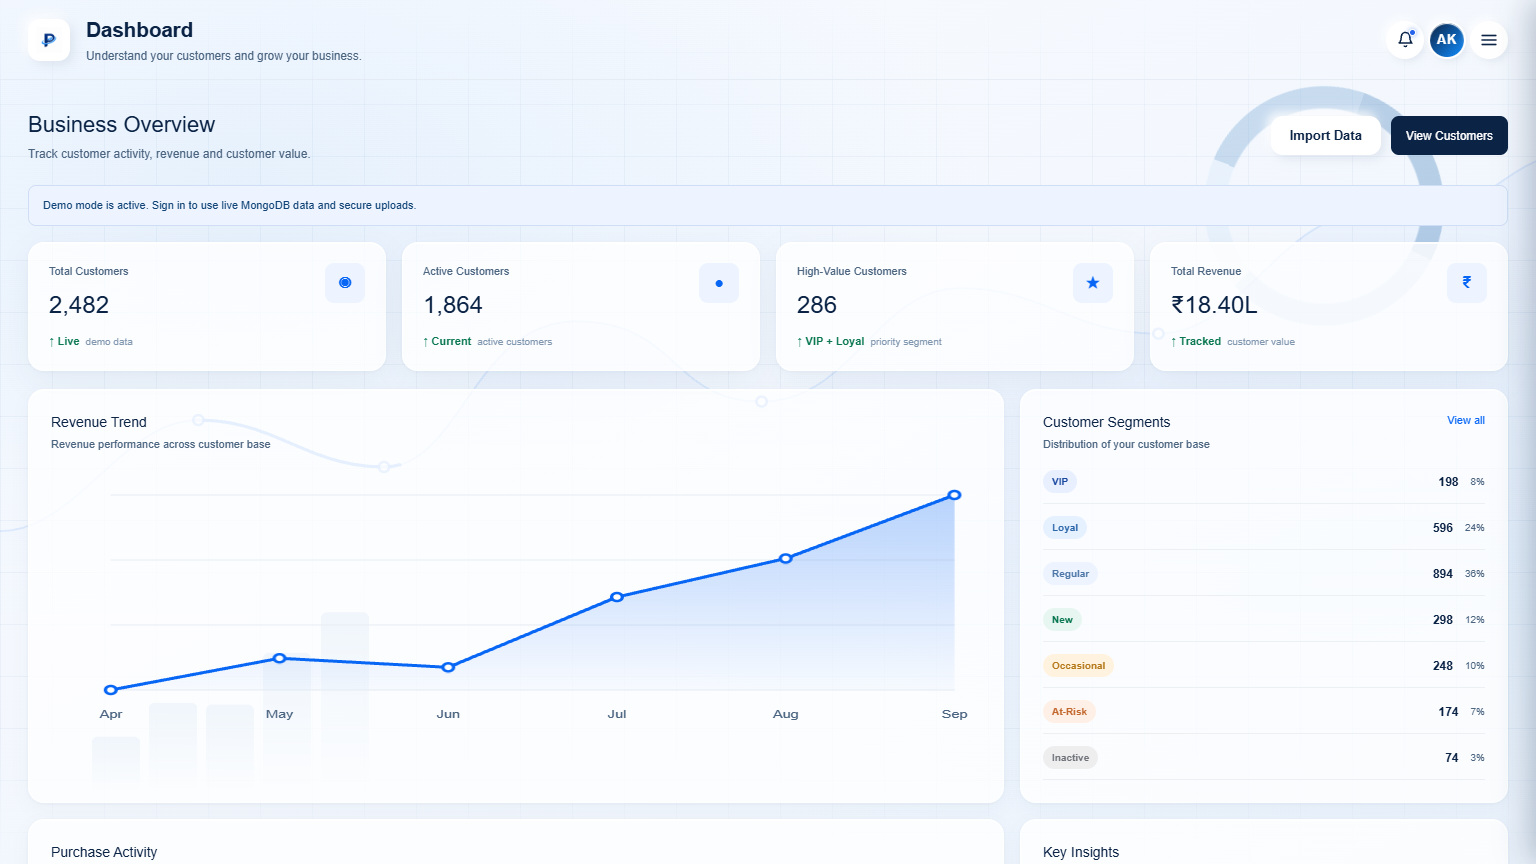 P
Dashboard
Understand your customers and grow your business.
AK
Business Overview
Track customer activity, revenue and customer value.
Import Data
View Customers
Demo mode is active. Sign in to use live MongoDB data and secure uploads.
Total Customers
2,482
↑ Live demo data
Active Customers
1,864
↑ Current active customers
High-Value Customers
286
★
↑ VIP + Loyal priority segment
Total Revenue
₹18.40L
₹
↑ Tracked customer value
Revenue Trend
Revenue performance across customer base
Apr May Jun Jul Aug Sep
Customer Segments
View all
Distribution of your customer base
VIP 198 8%
Loyal 596 24%
Regular 894 36%
New 298 12%
Occasional 248 10%
At-Risk 174 7%
Inactive 74 3%
Purchase Activity
Key Insights